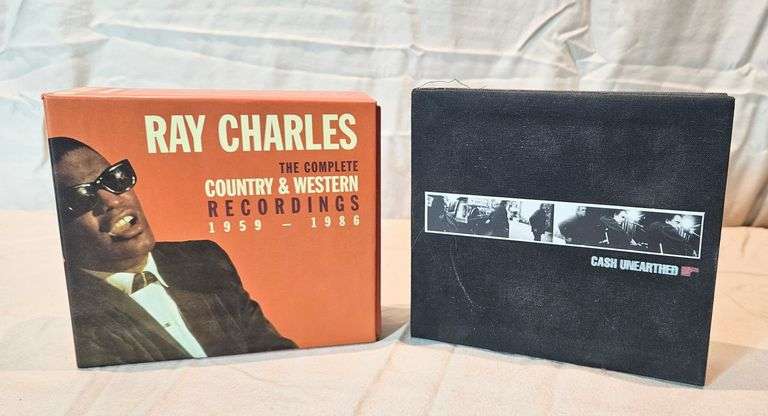 RAY CHARLES
THE COMPLETE
COUNTRY & WESTERN
RECORDINGS
1959 – 1986
CASH UNEARTHED